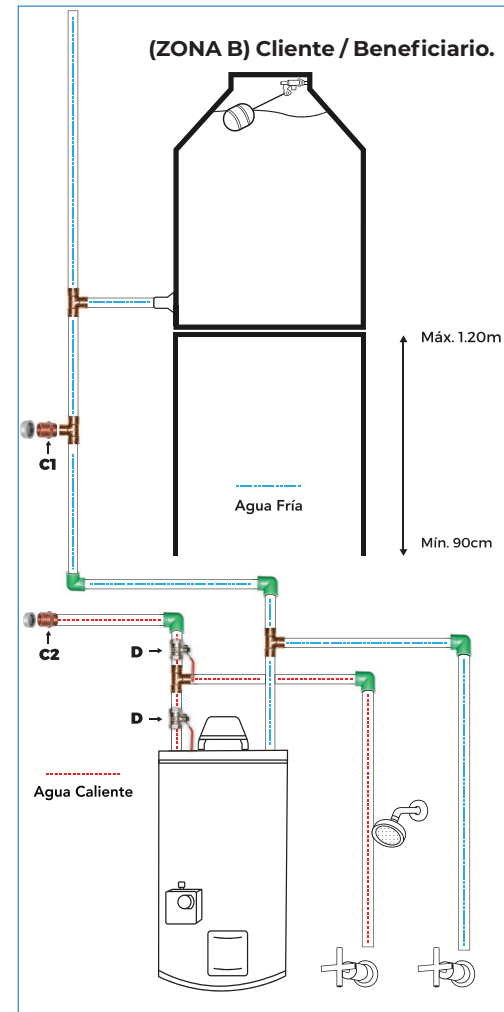 (ZONA B) Cliente / Beneficiario.
Máx. 1.20m
C1
Agua Fría
Mín. 90cm
C2
D
D
Agua Caliente